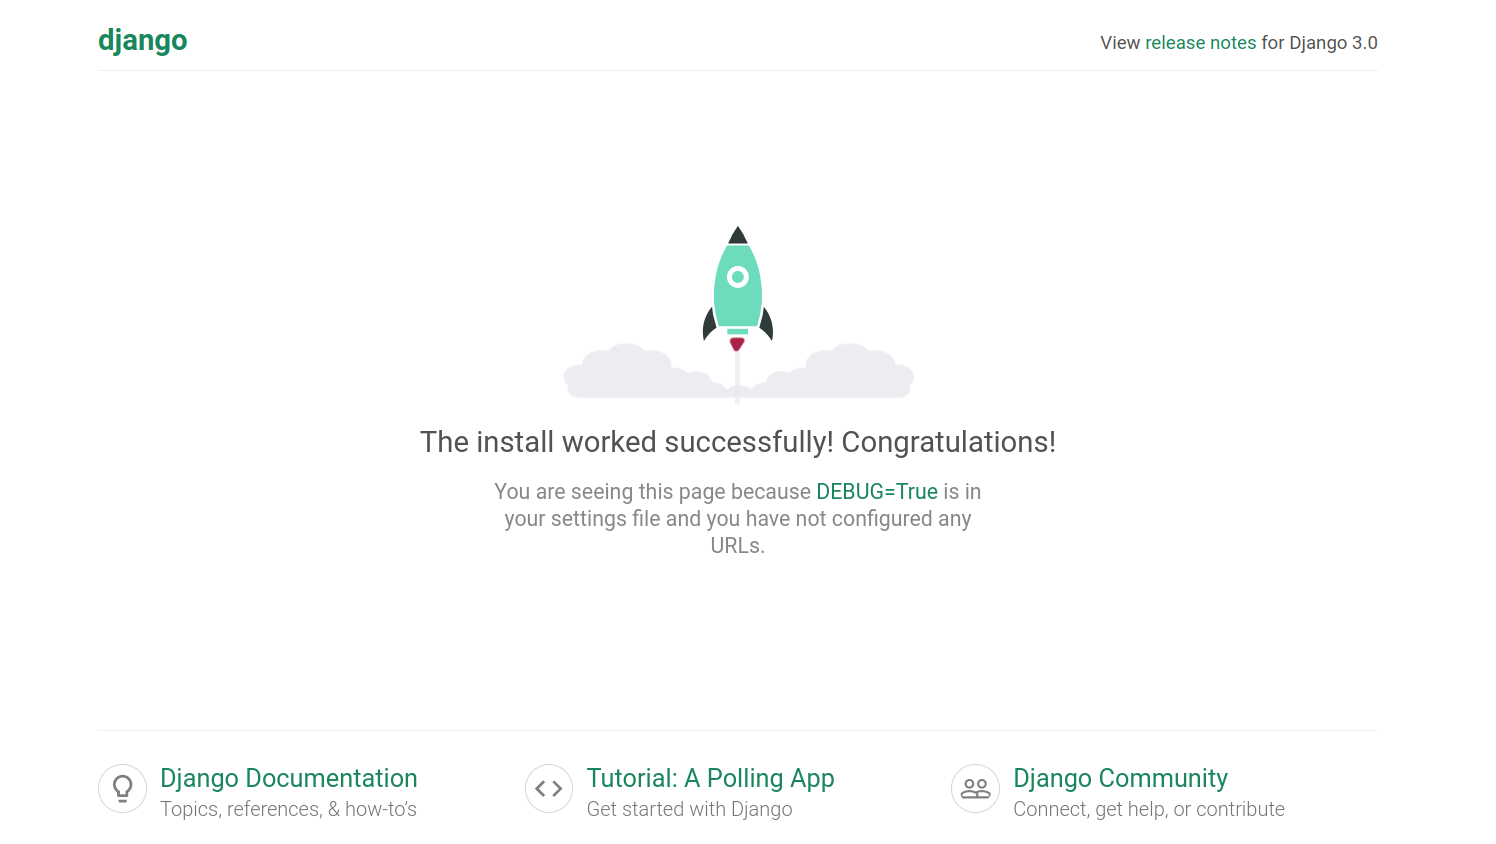 django
View release notes for Django 3.0
The install worked successfully! Congratulations!
You are seeing this page because DEBUG=True is in
your settings file and you have not configured any
URLs.
Django Documentation
Topics, references, & how-to’s
Tutorial: A Polling App
Get started with Django
Django Community
Connect, get help, or contribute